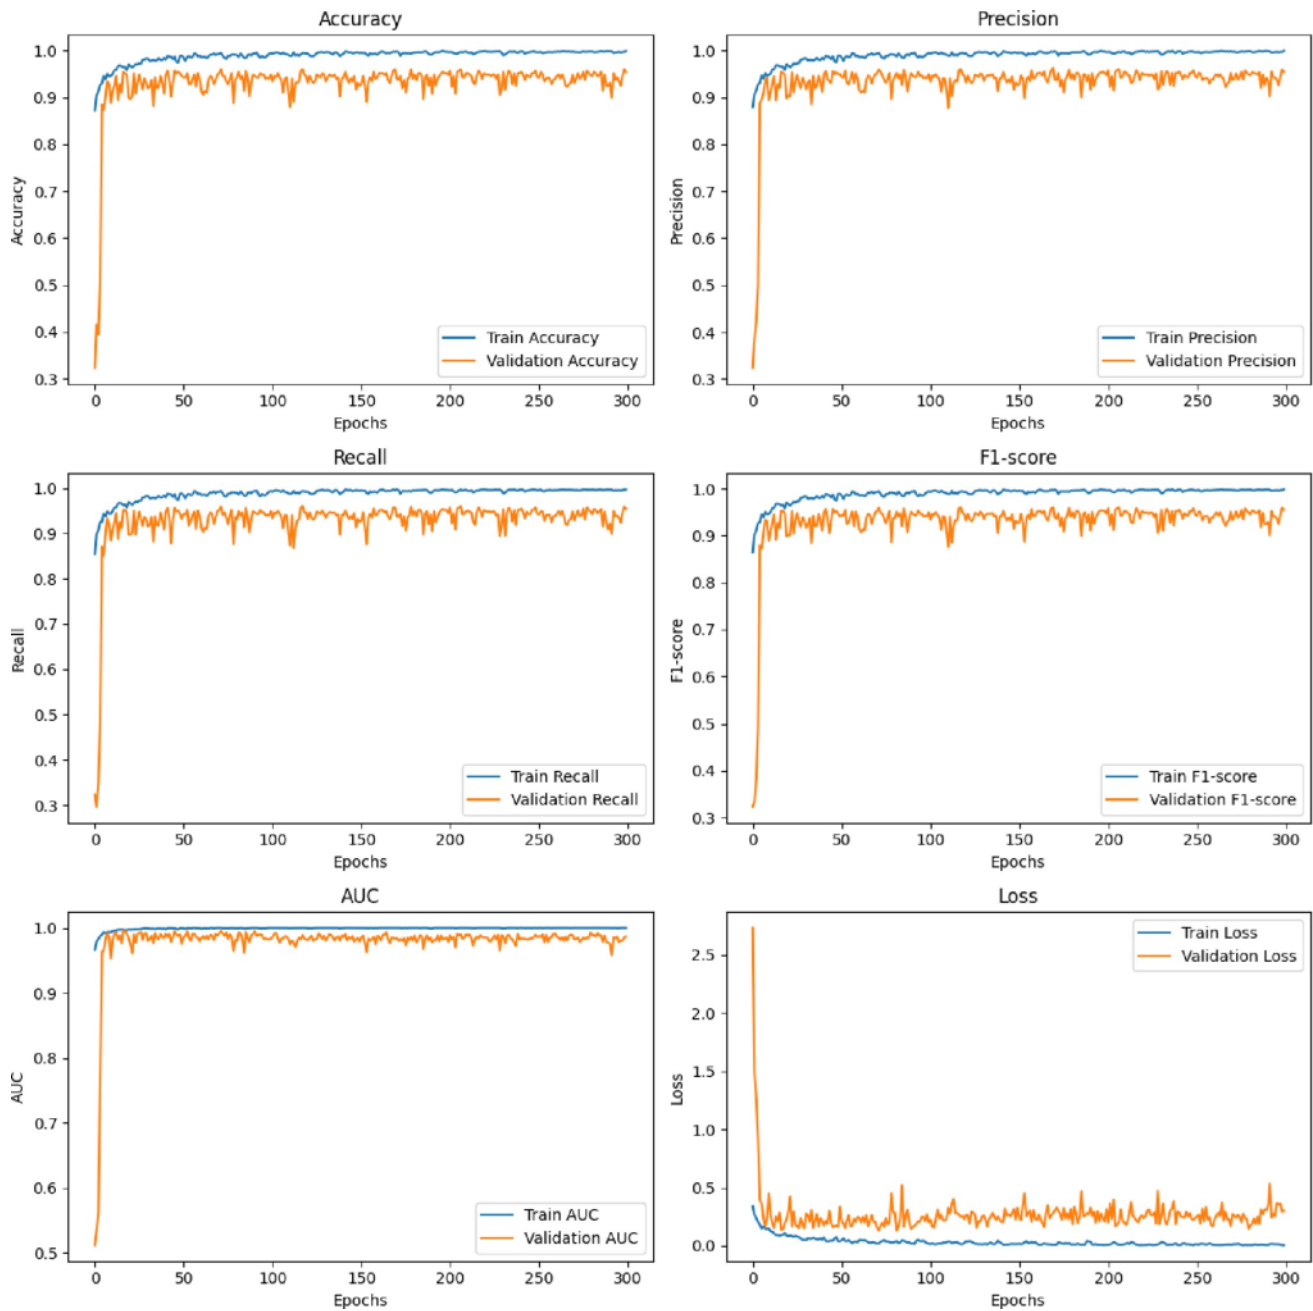 Accuracy
1.0
0.9
0.8
0.7
0.6
0.5
0.4
0.3
Accuracy
Train Accuracy
Validation Accuracy
0 50 100 150 200 250 300
Epochs
Precision
1.0
0.9
0.8
0.7
0.6
0.5
0.4
0.3
Precision
Train Precision
Validation Precision
0 50 100 150 200 250 300
Epochs
Recall
1.0
0.9
0.8
0.7
0.6
0.5
0.4
0.3
Recall
Train Recall
Validation Recall
0 50 100 150 200 250 300
Epochs
F1-score
1.0
0.9
0.8
0.7
0.6
0.5
0.4
0.3
F1-score
Train F1-score
Validation F1-score
0 50 100 150 200 250 300
Epochs
AUC
1.0
0.9
0.8
0.7
0.6
0.5
AUC
Train AUC
Validation AUC
0 50 100 150 200 250 300
Epochs
Loss
2.5
2.0
1.5
1.0
0.5
0.0
Loss
Train Loss
Validation Loss
0 50 100 150 200 250 300
Epochs